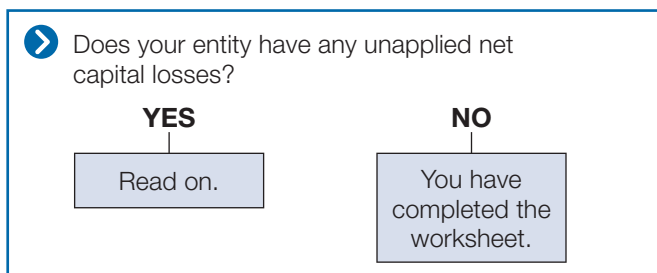 Does your entity have any unapplied net
capital losses?
YES
NO
Read on.
You have
completed the
worksheet.